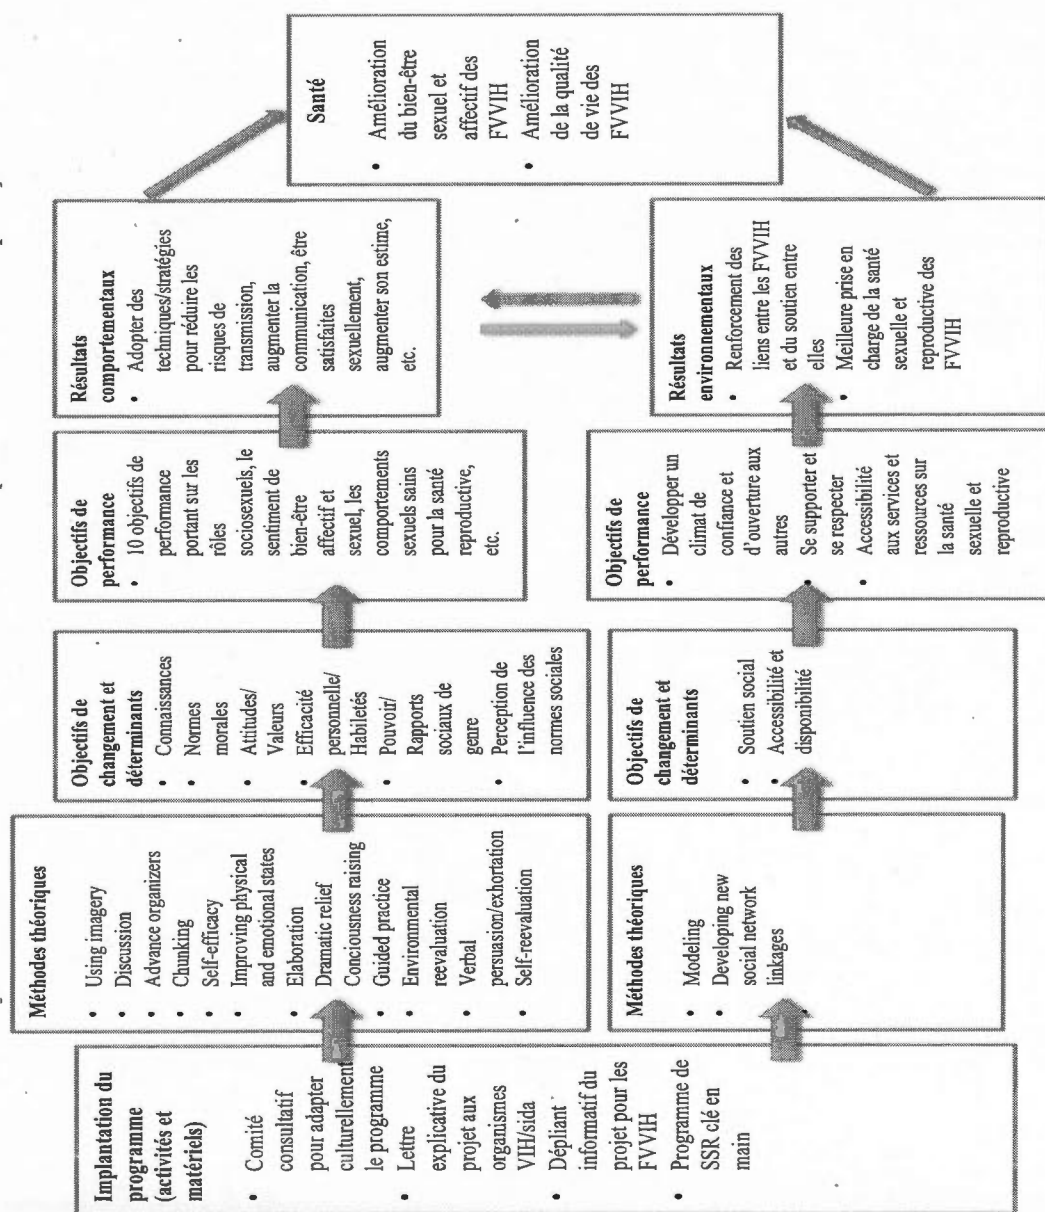 Implantation du
programme
(activités et
matériels)
• Comité
consultatif
pour adapter
culturellement
le programme
• Lettre
explicative du
projet aux
organismes
VIH/sida
• Dépliant
informatif du
projet pour les
FVVIH
• Programme de
SSR clé en
main
Méthodes théoriques
• Using imagery
• Discussion
• Advance organizers
• Chunking
• Self-efficacy
• Improving physical
and emotional states
• Elaboration
• Dramatic relief
• Conciousness raising
• Guided practice
• Environmental
reevaluation
• Verbal
persuasion/exhortation
• Self-reevaluation
Objectifs de
changement et
déterminants
• Connaissances
• Normes
morales
• Attitudes/
Valeurs
• Efficacité
personnelle/
Habiletés
• Pouvoir/
Rapports
sociaux de
genre
• Perception de
l'influence des
normes sociales
Objectifs de
performance
• 10 objectifs de
performance
portant sur les
rôles
sociosexuels, le
sentiment de
bien-être
affectif et
sexuel, les
comportements
sexuels sains
pour la santé
reproductive,
etc.
Résultats
comportementaux
• Adopter des
techniques/stratégies
pour réduire les
risques de
transmission,
augmenter la
communication, être
satisfaites
sexuellement,
augmenter son estime,
etc.
Méthodes théoriques
• Modeling
• Developing new
social network
linkages
•
Objectifs de
changement et
déterminants
• Soutien social
• Accessibilité et
disponibilité
Objectifs de
performance
• Développer un
climat de
confiance et
d'ouverture aux
autres
• Se supporter et
se respecter
• Accessibilité
aux services et
ressources sur
la santé
sexuelle et
reproductive
Résultats
environnementaux
• Renforcement des
liens entre les FVVIH
et du soutien entre
elles
• Meilleure prise en
charge de la santé
sexuelle et
reproductive des
FVVIH
Santé
• Amélioration
du bien-être
sexuel et
affectif des
FVVIH
• Amélioration
de la qualité
de vie des
FVVIH